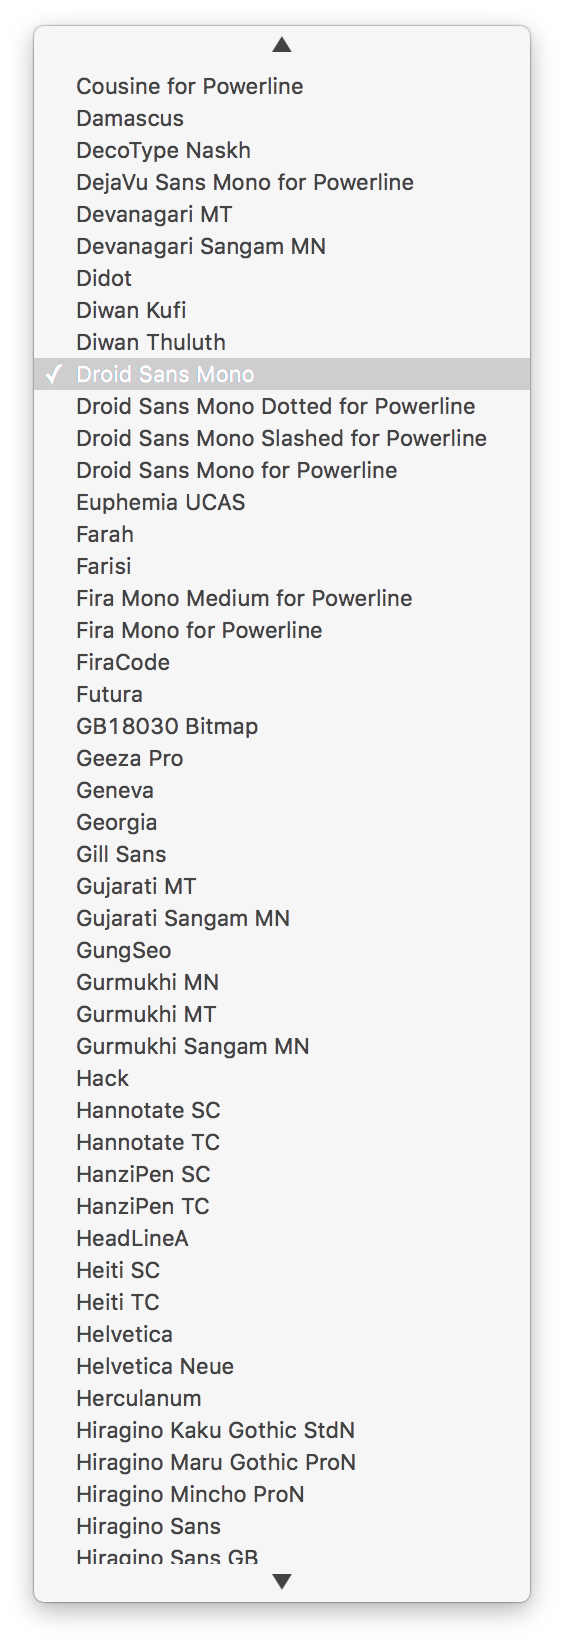 Cousine for Powerline
Damascus
DecoType Naskh
DejaVu Sans Mono for Powerline
Devanagari MT
Devanagari Sangam MN
Didot
Diwan Kufi
Diwan Thuluth
✓ Droid Sans Mono
Droid Sans Mono Dotted for Powerline
Droid Sans Mono Slashed for Powerline
Droid Sans Mono for Powerline
Euphemia UCAS
Farah
Farisi
Fira Mono Medium for Powerline
Fira Mono for Powerline
FiraCode
Futura
GB18030 Bitmap
Geeza Pro
Geneva
Georgia
Gill Sans
Gujarati MT
Gujarati Sangam MN
GungSeo
Gurmukhi MN
Gurmukhi MT
Gurmukhi Sangam MN
Hack
Hannotate SC
Hannotate TC
HanziPen SC
HanziPen TC
HeadLineA
Heiti SC
Heiti TC
Helvetica
Helvetica Neue
Herculanum
Hiragino Kaku Gothic StdN
Hiragino Maru Gothic ProN
Hiragino Mincho ProN
Hiragino Sans
Hiragino Sans GB